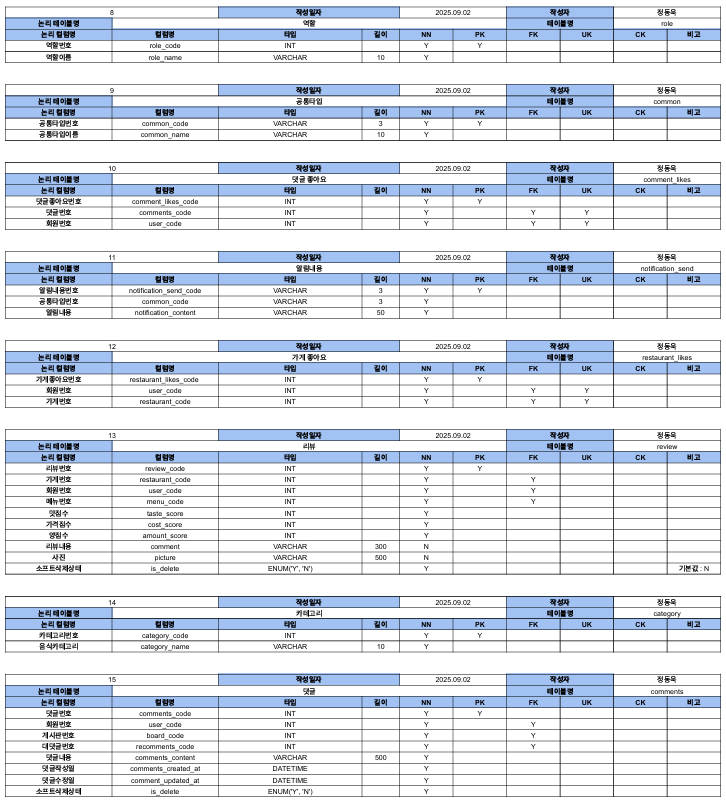 8 작성일자 2025.09.02 작성자 정동욱
논리 테이블명 역할 테이블명 role
논리 컬럼명 컬럼명 타입 길이 NN PK FK UK CK 비고
역할번호 role_code INT Y Y
역할이름 role_name VARCHAR 10 Y
9 작성일자 2025.09.02 작성자 정동욱
논리 테이블명 공통타입 테이블명 common
논리 컬럼명 컬럼명 타입 길이 NN PK FK UK CK 비고
공통타입번호 common_code VARCHAR 3 Y Y
공통타입이름 common_name VARCHAR 10 Y
10 작성일자 2025.09.02 작성자 정동욱
논리 테이블명 댓글 좋아요 테이블명 comment_likes
논리 컬럼명 컬럼명 타입 길이 NN PK FK UK CK 비고
댓글좋아요번호 comment_likes_code INT Y Y
댓글번호 comments_code INT Y Y Y
회원번호 user_code INT Y Y Y
11 작성일자 2025.09.02 작성자 정동욱
논리 테이블명 알림내용 테이블명 notification_send
논리 컬럼명 컬럼명 타입 길이 NN PK FK UK CK 비고
알림내용번호 notification_send_code VARCHAR 3 Y Y
공통타입번호 common_code VARCHAR 3 Y
알림내용 notification_content VARCHAR 50 Y
12 작성일자 2025.09.02 작성자 정동욱
논리 테이블명 가게 좋아요 테이블명 restaurant_likes
논리 컬럼명 컬럼명 타입 길이 NN PK FK UK CK 비고
가게좋아요번호 restaurant_likes_code INT Y Y
회원번호 user_code INT Y Y Y
가게번호 restaurant_code INT Y Y Y
13 작성일자 2025.09.02 작성자 정동욱
논리 테이블명 리뷰 테이블명 review
논리 컬럼명 컬럼명 타입 길이 NN PK FK UK CK 비고
리뷰번호 review_code INT Y Y
가게번호 restaurant_code INT Y Y
회원번호 user_code INT Y Y
메뉴번호 menu_code INT Y Y
맛점수 taste_score INT Y
가격점수 cost_score INT Y
양점수 amount_score INT Y
리뷰내용 comment VARCHAR 300 N
사진 picture VARCHAR 500 N
소프트삭제상태 is_delete ENUM('Y', 'N') Y 기본값 : N
14 작성일자 2025.09.02 작성자 정동욱
논리 테이블명 카테고리 테이블명 category
논리 컬럼명 컬럼명 타입 길이 NN PK FK UK CK 비고
카테고리번호 category_code INT Y Y
음식카테고리 category_name VARCHAR 10 Y
15 작성일자 2025.09.02 작성자 정동욱
논리 테이블명 댓글 테이블명 comments
논리 컬럼명 컬럼명 타입 길이 NN PK FK UK CK 비고
댓글번호 comments_code INT Y Y
회원번호 user_code INT Y Y
게시판번호 board_code INT Y Y
대댓글번호 recomments_code INT Y Y
댓글내용 comments_content VARCHAR 500 Y
댓글작성일 comments_created_at DATETIME Y
댓글수정일 comment_updated_at DATETIME Y
소프트삭제상태 is_delete ENUM('Y', 'N') Y